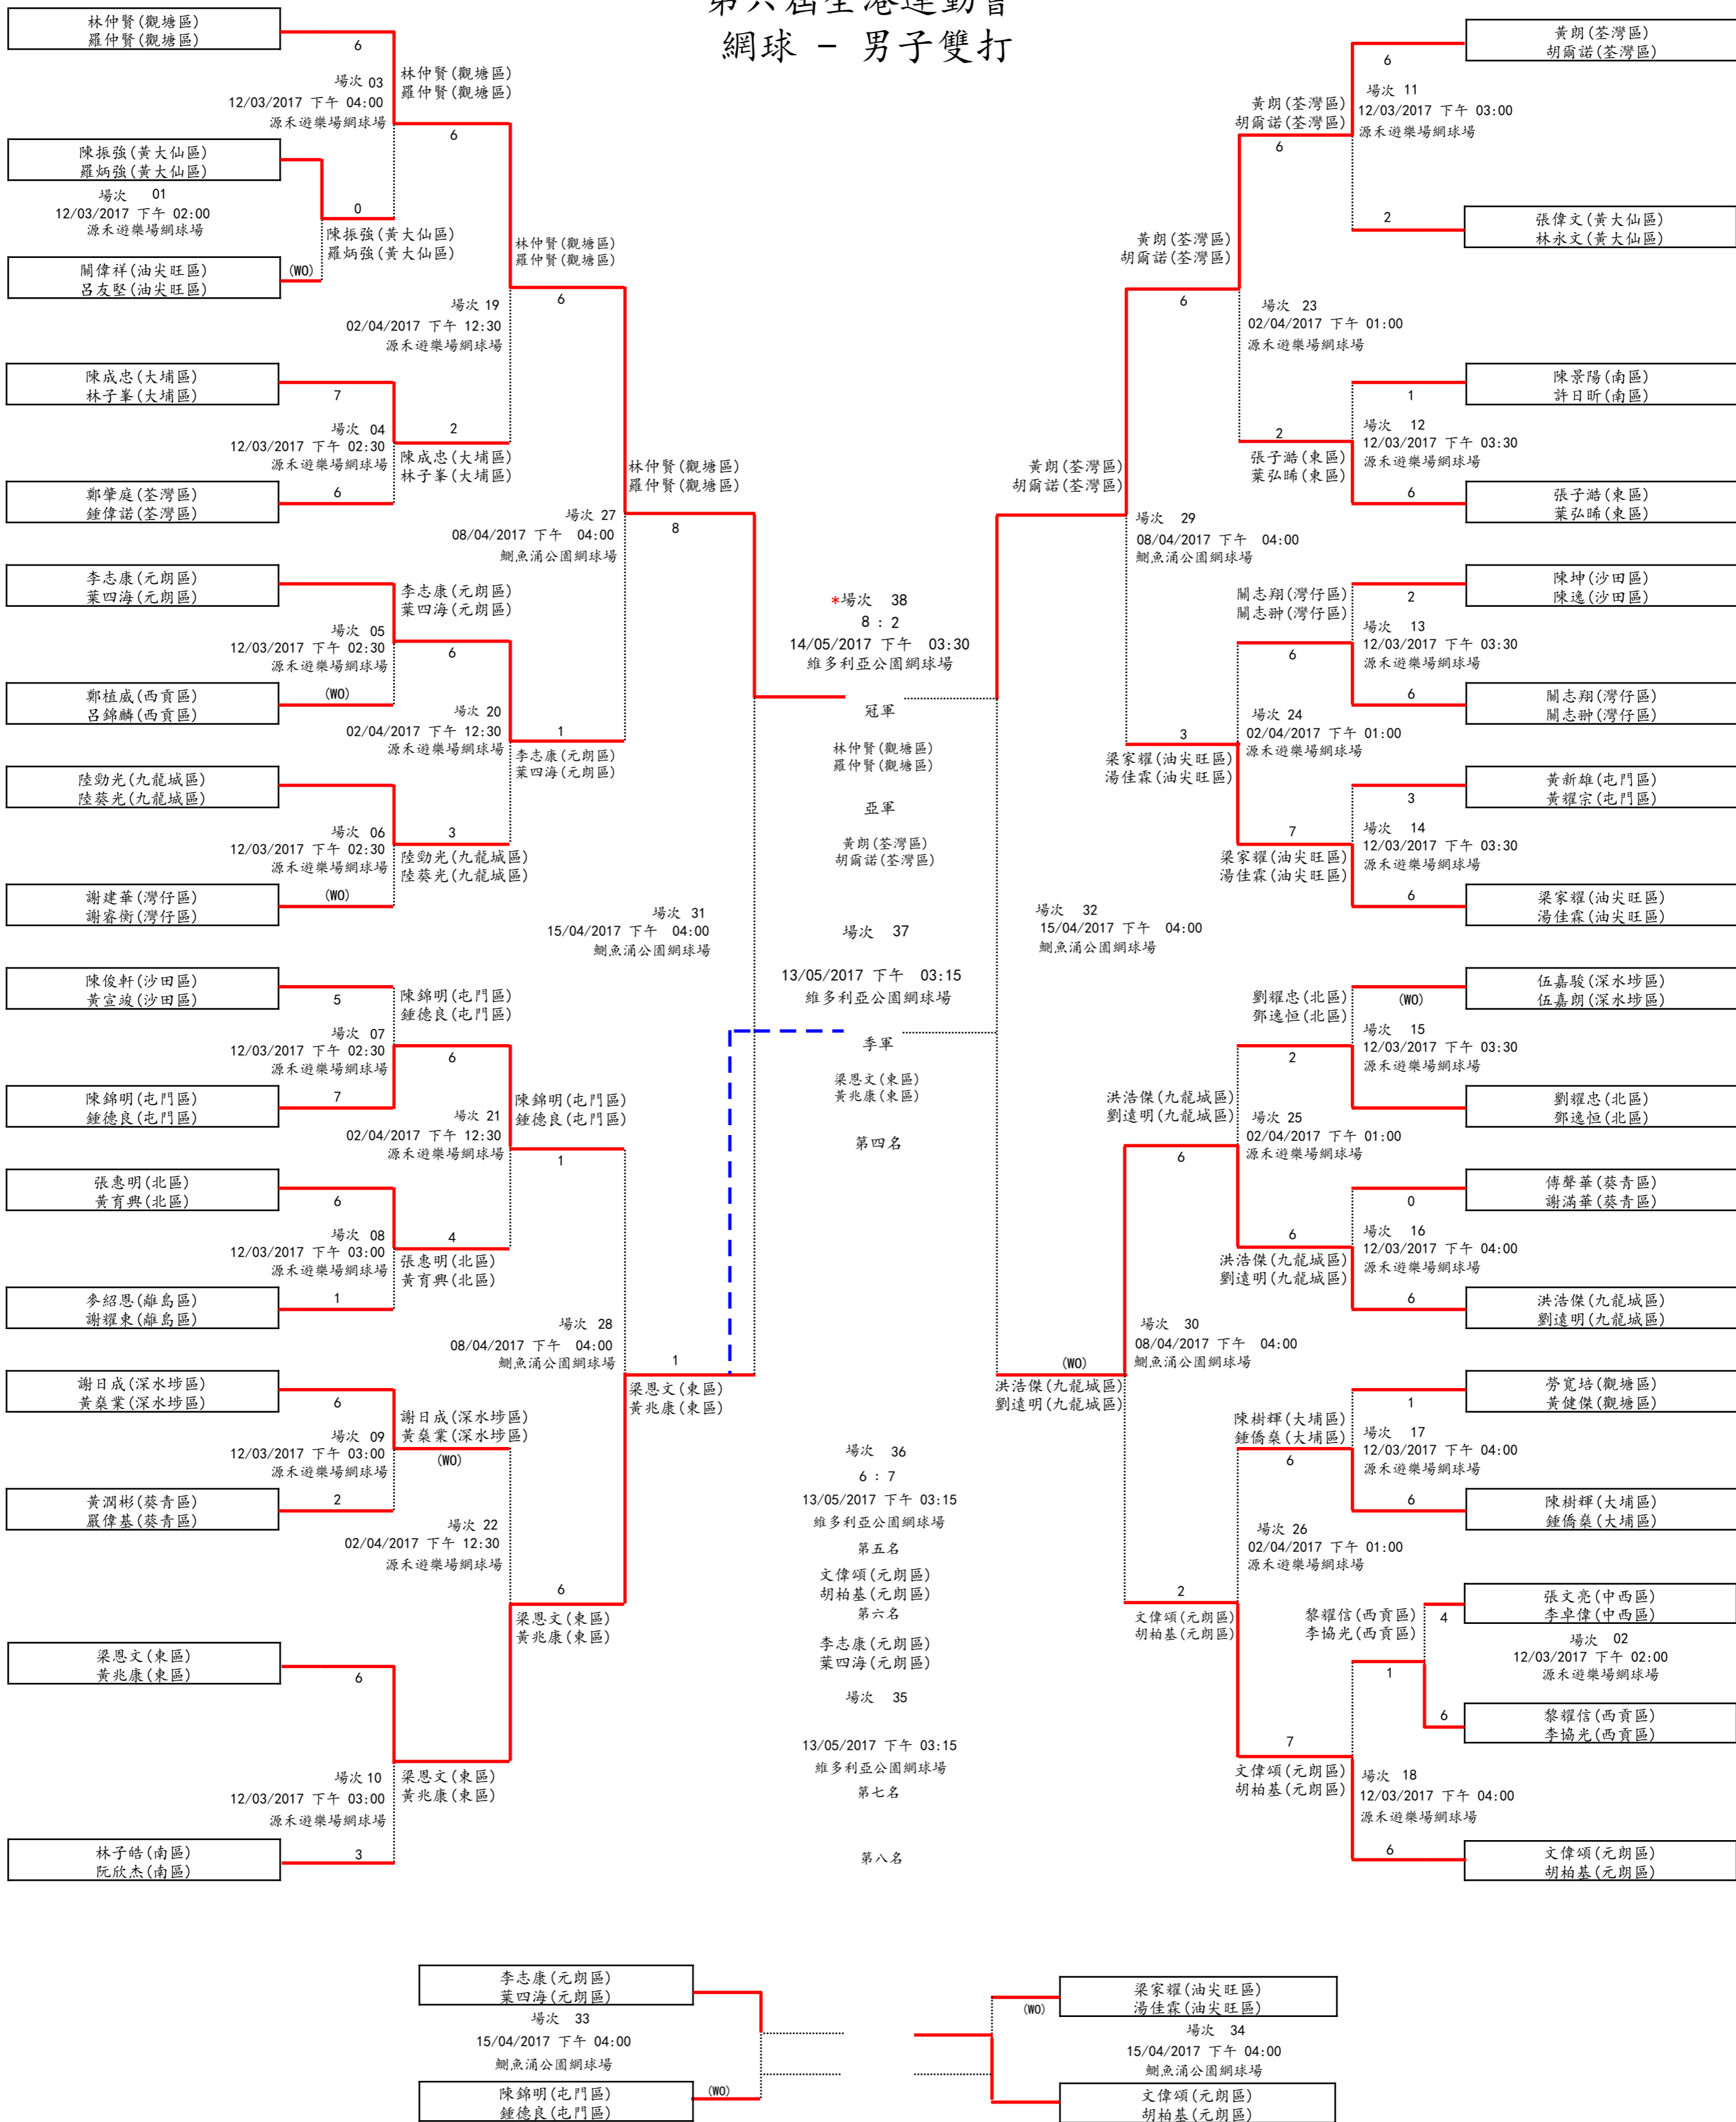 第六屆全港運動會
網球 - 男子雙打
林仲賢(觀塘區)
羅仲賢(觀塘區)
6
場次 03
12/03/2017 下午 04:00
源禾遊樂場網球場
林仲賢(觀塘區)
羅仲賢(觀塘區)
6
陳振強(黃大仙區)
羅炳強(黃大仙區)
場次 01
12/03/2017 下午 02:00
源禾遊樂場網球場
0
陳振強(黃大仙區)
羅炳強(黃大仙區)
關偉祥(油尖旺區)
呂友堅(油尖旺區)
(WO)
林仲賢(觀塘區)
羅仲賢(觀塘區)
6
場次 19
02/04/2017 下午 12:30
源禾遊樂場網球場
陳成忠(大埔區)
林子峯(大埔區)
7
場次 04
12/03/2017 下午 02:30
源禾遊樂場網球場
2
陳成忠(大埔區)
林子峯(大埔區)
鄭肇庭(荃灣區)
鍾偉諾(荃灣區)
6
林仲賢(觀塘區)
羅仲賢(觀塘區)
8
場次 27
08/04/2017 下午 04:00
鰂魚涌公園網球場
李志康(元朗區)
葉四海(元朗區)
李志康(元朗區)
葉四海(元朗區)
場次 05
12/03/2017 下午 02:30
源禾遊樂場網球場
6
鄭植威(西貢區)
呂錦麟(西貢區)
(WO)
場次 20
02/04/2017 下午 12:30
源禾遊樂場網球場
1
李志康(元朗區)
葉四海(元朗區)
陸勁光(九龍城區)
陸葵光(九龍城區)
場次 06
12/03/2017 下午 02:30
源禾遊樂場網球場
3
陸勁光(九龍城區)
陸葵光(九龍城區)
謝建華(灣仔區)
謝睿衡(灣仔區)
(WO)
場次 31
15/04/2017 下午 04:00
鰂魚涌公園網球場
陳俊軒(沙田區)
黃宣竣(沙田區)
5
陳錦明(屯門區)
鍾德良(屯門區)
場次 07
12/03/2017 下午 02:30
源禾遊樂場網球場
6
陳錦明(屯門區)
鍾德良(屯門區)
7
陳錦明(屯門區)
鍾德良(屯門區)
場次 21
02/04/2017 下午 12:30
源禾遊樂場網球場
1
張惠明(北區)
黃育興(北區)
6
場次 08
12/03/2017 下午 03:00
源禾遊樂場網球場
4
張惠明(北區)
黃育興(北區)
麥紹恩(離島區)
謝耀東(離島區)
1
場次 28
08/04/2017 下午 04:00
鰂魚涌公園網球場
1
梁恩文(東區)
黃兆康(東區)
謝日成(深水埗區)
黃燊業(深水埗區)
6
謝日成(深水埗區)
黃燊業(深水埗區)
(WO)
場次 09
12/03/2017 下午 03:00
源禾遊樂場網球場
黃潤彬(葵青區)
嚴偉基(葵青區)
2
場次 22
02/04/2017 下午 12:30
源禾遊樂場網球場
6
梁恩文(東區)
黃兆康(東區)
梁恩文(東區)
黃兆康(東區)
6
場次 10
12/03/2017 下午 03:00
源禾遊樂場網球場
梁恩文(東區)
黃兆康(東區)
林子皓(南區)
阮欣杰(南區)
3
*場次 38
8 : 2
14/05/2017 下午 03:30
維多利亞公園網球場
冠軍
林仲賢(觀塘區)
羅仲賢(觀塘區)
亞軍
黃朗(荃灣區)
胡爾諾(荃灣區)
場次 37
13/05/2017 下午 03:15
維多利亞公園網球場
季軍
梁恩文(東區)
黃兆康(東區)
第四名
場次 36
6 : 7
13/05/2017 下午 03:15
維多利亞公園網球場
第五名
文偉頌(元朗區)
胡柏基(元朗區)
第六名
李志康(元朗區)
葉四海(元朗區)
場次 35
13/05/2017 下午 03:15
維多利亞公園網球場
第七名
第八名
黃朗(荃灣區)
胡爾諾(荃灣區)
6
場次 11
12/03/2017 下午 03:00
源禾遊樂場網球場
黃朗(荃灣區)
胡爾諾(荃灣區)
6
2
張偉文(黃大仙區)
林永文(黃大仙區)
黃朗(荃灣區)
胡爾諾(荃灣區)
6
場次 23
02/04/2017 下午 01:00
源禾遊樂場網球場
陳景陽(南區)
許日昕(南區)
1
場次 12
12/03/2017 下午 03:30
源禾遊樂場網球場
2
張子澔(東區)
葉弘晞(東區)
6
張子澔(東區)
葉弘晞(東區)
黃朗(荃灣區)
胡爾諾(荃灣區)
場次 29
08/04/2017 下午 04:00
鰂魚涌公園網球場
陳坤(沙田區)
陳逸(沙田區)
2
關志翔(灣仔區)
關志翀(灣仔區)
場次 13
12/03/2017 下午 03:30
源禾遊樂場網球場
6
6
關志翔(灣仔區)
關志翀(灣仔區)
場次 24
02/04/2017 下午 01:00
源禾遊樂場網球場
3
梁家耀(油尖旺區)
湯佳霖(油尖旺區)
黃新雄(屯門區)
黃耀宗(屯門區)
3
場次 14
12/03/2017 下午 03:30
源禾遊樂場網球場
7
梁家耀(油尖旺區)
湯佳霖(油尖旺區)
6
梁家耀(油尖旺區)
湯佳霖(油尖旺區)
場次 32
15/04/2017 下午 04:00
鰂魚涌公園網球場
伍嘉駿(深水埗區)
伍嘉朗(深水埗區)
(WO)
劉耀忠(北區)
鄧逸恒(北區)
場次 15
12/03/2017 下午 03:30
源禾遊樂場網球場
2
劉耀忠(北區)
鄧逸恒(北區)
洪浩傑(九龍城區)
劉遠明(九龍城區)
6
場次 25
02/04/2017 下午 01:00
源禾遊樂場網球場
傅聲華(葵青區)
謝滿華(葵青區)
0
場次 16
12/03/2017 下午 04:00
源禾遊樂場網球場
6
洪浩傑(九龍城區)
劉遠明(九龍城區)
6
洪浩傑(九龍城區)
劉遠明(九龍城區)
場次 30
08/04/2017 下午 04:00
鰂魚涌公園網球場
(WO)
洪浩傑(九龍城區)
劉遠明(九龍城區)
勞寬培(觀塘區)
黃健傑(觀塘區)
1
陳樹輝(大埔區)
鍾僑燊(大埔區)
場次 17
12/03/2017 下午 04:00
源禾遊樂場網球場
6
6
陳樹輝(大埔區)
鍾僑燊(大埔區)
場次 26
02/04/2017 下午 01:00
源禾遊樂場網球場
2
文偉頌(元朗區)
胡柏基(元朗區)
張文亮(中西區)
李卓偉(中西區)
4
黎耀信(西貢區)
李協光(西貢區)
場次 02
12/03/2017 下午 02:00
源禾遊樂場網球場
1
6
黎耀信(西貢區)
李協光(西貢區)
7
文偉頌(元朗區)
胡柏基(元朗區)
場次 18
12/03/2017 下午 04:00
源禾遊樂場網球場
6
文偉頌(元朗區)
胡柏基(元朗區)
李志康(元朗區)
葉四海(元朗區)
場次 33
15/04/2017 下午 04:00
鰂魚涌公園網球場
陳錦明(屯門區)
鍾德良(屯門區)
(WO)
梁家耀(油尖旺區)
湯佳霖(油尖旺區)
(WO)
場次 34
15/04/2017 下午 04:00
鰂魚涌公園網球場
文偉頌(元朗區)
胡柏基(元朗區)